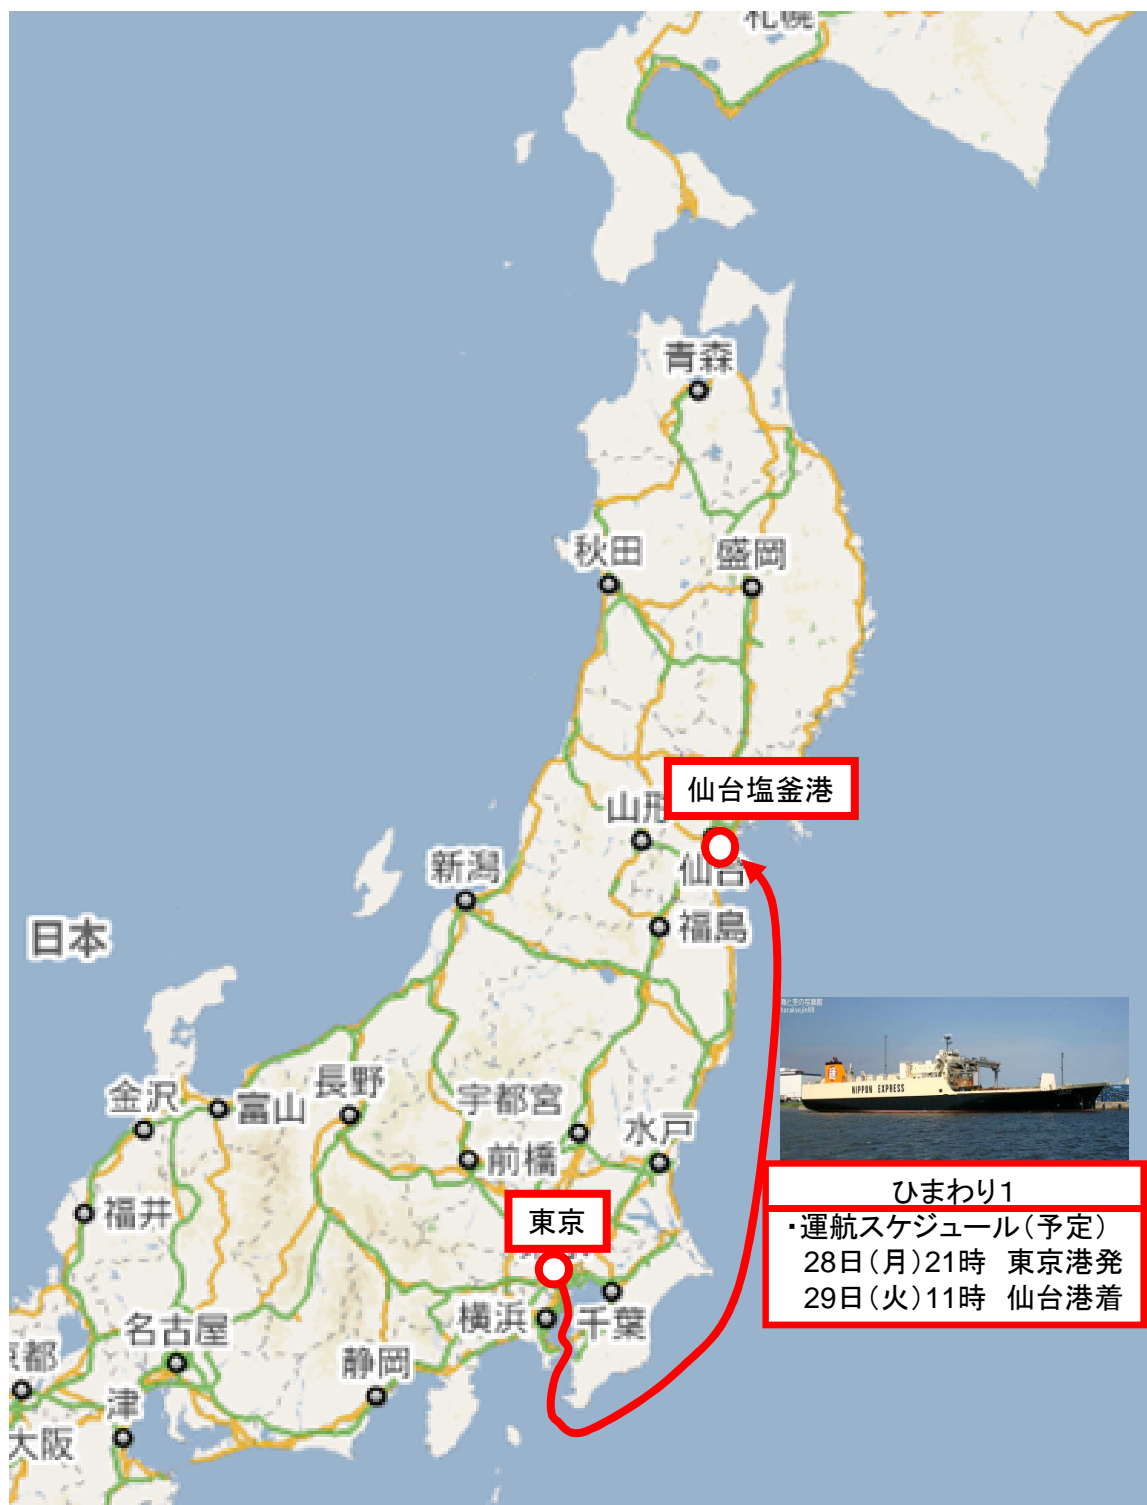 札幌
青森
秋田
盛岡
仙台塩釜港
山形
仙台
新潟
福島
日本
NIPPON EXPRESS
金沢
富山
長野
宇都宮
水戸
前橋
福井
東京
ひまわり1
・運航スケジュール(予定)
28日(月)21時 東京港発
29日(火)11時 仙台港着
横浜
千葉
名古屋
静岡
京都
津
大阪